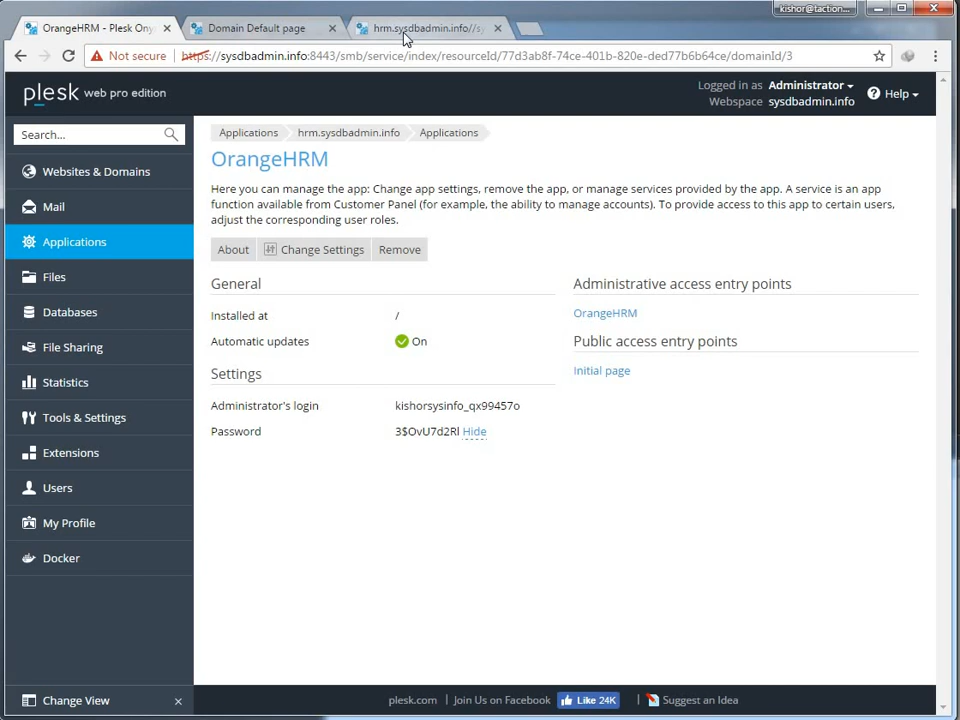 kishor@taction...
OrangeHRM - Plesk Ony
Domain Default page
hrm.sysdbadmin.info//sy
Not secure
https://sysdbadmin.info:8443/smb/service/index/resourceId/77d3ab8f-74ce-401b-820e-ded77b6b64ce/domainId/3
plesk web pro edition
Logged in as Administrator
Webspace sysdbadmin.info
Help
Search...
Websites & Domains
Mail
Applications
Files
Databases
File Sharing
Statistics
Tools & Settings
Extensions
Users
My Profile
Docker
Change View
Applications
hrm.sysdbadmin.info
Applications
OrangeHRM
Here you can manage the app: Change app settings, remove the app, or manage services provided by the app. A service is an app
function available from Customer Panel (for example, the ability to manage accounts). To provide access to this app to certain users,
adjust the corresponding user roles.
About
Change Settings
Remove
General
Installed at /
Automatic updates On
Settings
Administrator's login kishorsysinfo_qx99457o
Password 3$OvU7d2Rl Hide
Administrative access entry points
OrangeHRM
Public access entry points
Initial page
plesk.com
Join Us on Facebook
Like 24K
Suggest an Idea